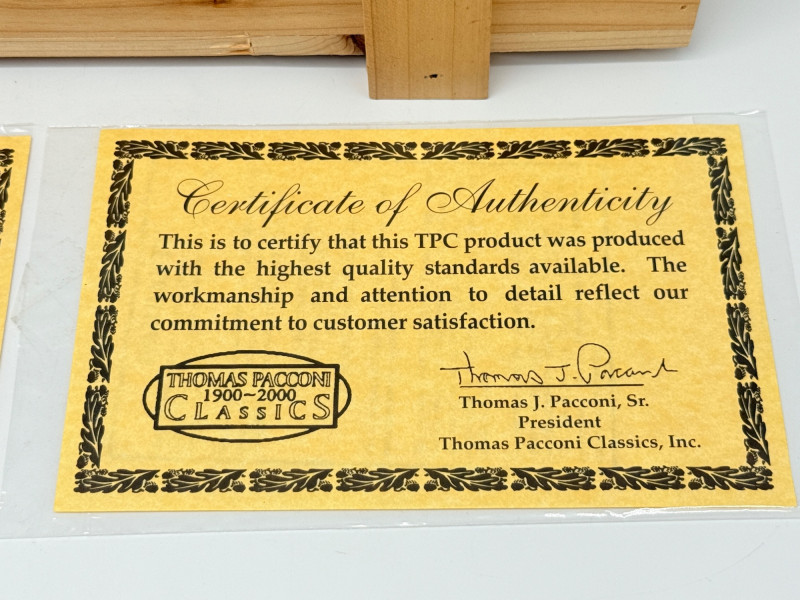 Certificate of Authenticity
This is to certify that this TPC product was produced
with the highest quality standards available. The
workmanship and attention to detail reflect our
commitment to customer satisfaction.
THOMAS PACCONI
1900~2000
CLASSICS
Thomas J. Pacconi
Thomas J. Pacconi, Sr.
President
Thomas Pacconi Classics, Inc.